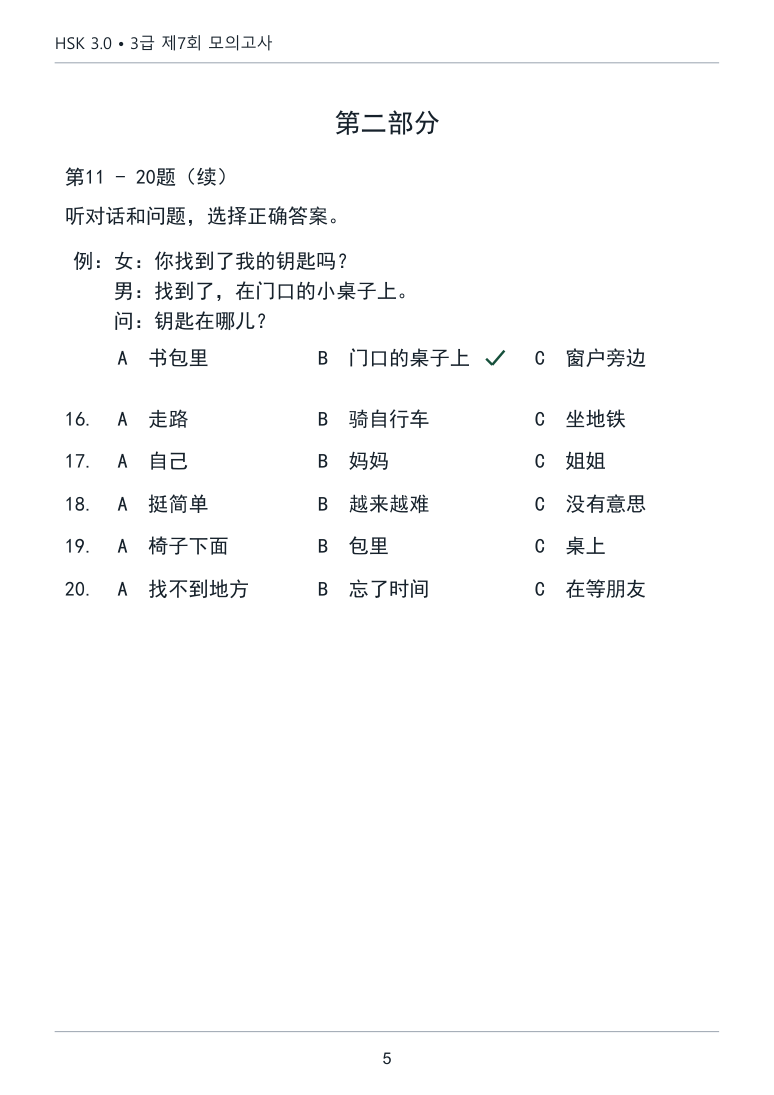 HSK 3.0 • 3급 제7회 모의고사
第二部分
第11 - 20题（续）
听对话和问题，选择正确答案。
例：女：你找到了我的钥匙吗？
男：找到了，在门口的小桌子上。
问：钥匙在哪儿？
A 书包里 B 门口的桌子上 ✓ C 窗户旁边
16. A 走路 B 骑自行车 C 坐地铁
17. A 自己 B 妈妈 C 姐姐
18. A 挺简单 B 越来越难 C 没有意思
19. A 椅子下面 B 包里 C 桌上
20. A 找不到地方 B 忘了时间 C 在等朋友
5